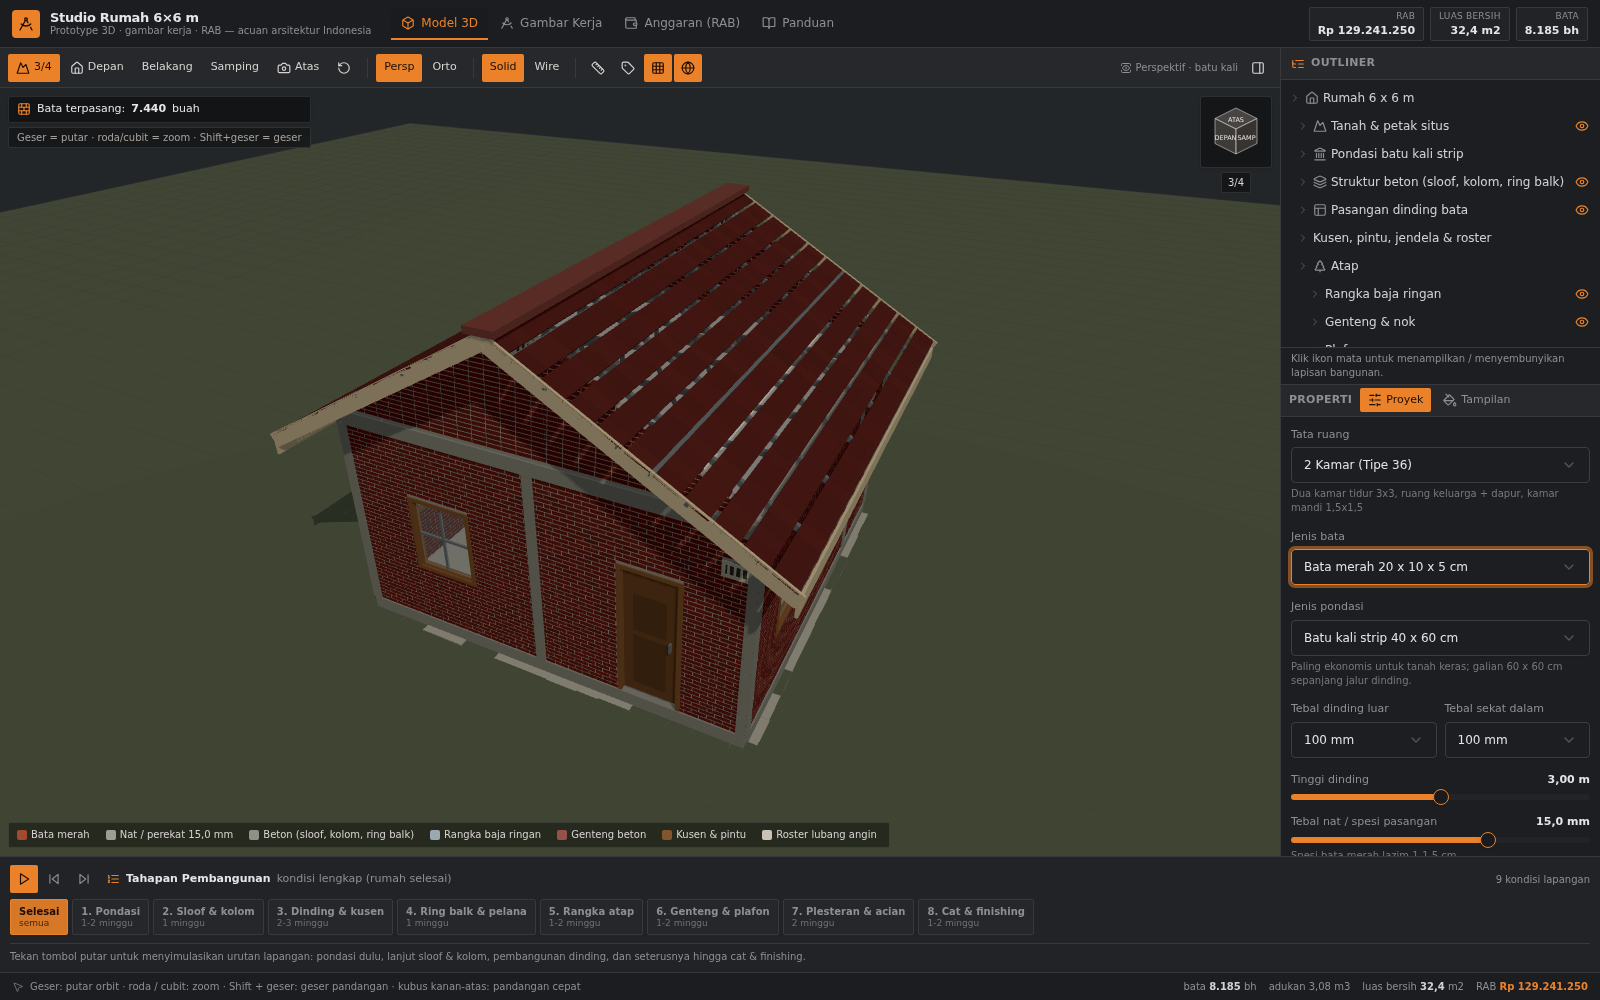 Studio Rumah 6×6 m
Prototype 3D · gambar kerja · RAB — acuan arsitektur Indonesia
Model 3D
Gambar Kerja
Anggaran (RAB)
Panduan
RAB
Rp 129.241.250
LUAS BERSIH
32,4 m2
BATA
8.185 bh
3/4
Depan
Belakang
Samping
Atas
Persp
Orto
Solid
Wire
Perspektif · batu kali
Bata terpasang: 7.440 buah
Geser = putar · roda/cubit = zoom · Shift+geser = geser
ATAS
DEPAN
SAMP
3/4
OUTLINER
Rumah 6 x 6 m
Tanah & petak situs
Pondasi batu kali strip
Struktur beton (sloof, kolom, ring balk)
Pasangan dinding bata
Kusen, pintu, jendela & roster
Atap
Rangka baja ringan
Genteng & nok
Klik ikon mata untuk menampilkan / menyembunyikan
lapisan bangunan.
PROPERTI
Proyek
Tampilan
Tata ruang
2 Kamar (Tipe 36)
Dua kamar tidur 3x3, ruang keluarga + dapur, kamar
mandi 1,5x1,5
Jenis bata
Bata merah 20 x 10 x 5 cm
Jenis pondasi
Batu kali strip 40 x 60 cm
Paling ekonomis untuk tanah keras; galian 60 x 60 cm
sepanjang jalur dinding.
Tebal dinding luar
Tebal sekat dalam
100 mm
100 mm
Tinggi dinding
3,00 m
Tebal nat / spesi pasangan
15,0 mm
Spesi bata merah lazim 1-1,5 cm
Bata merah
Nat / perekat 15,0 mm
Beton (sloof, kolom, ring balk)
Rangka baja ringan
Genteng beton
Kusen & pintu
Roster lubang angin
Tahapan Pembangunan kondisi lengkap (rumah selesai)
9 kondisi lapangan
Selesai
semua
1. Pondasi
1-2 minggu
2. Sloof & kolom
1 minggu
3. Dinding & kusen
2-3 minggu
4. Ring balk & pelana
1 minggu
5. Rangka atap
1-2 minggu
6. Genteng & plafon
1-2 minggu
7. Plesteran & acian
2 minggu
8. Cat & finishing
1-2 minggu
Tekan tombol putar untuk menyimulasikan urutan lapangan: pondasi dulu, lanjut sloof & kolom, pembangunan dinding, dan seterusnya hingga cat & finishing.
Geser: putar orbit · roda / cubit: zoom · Shift + geser: geser pandangan · kubus kanan-atas: pandangan cepat
bata 8.185 bh
adukan 3,08 m3
luas bersih 32,4 m2
RAB Rp 129.241.250